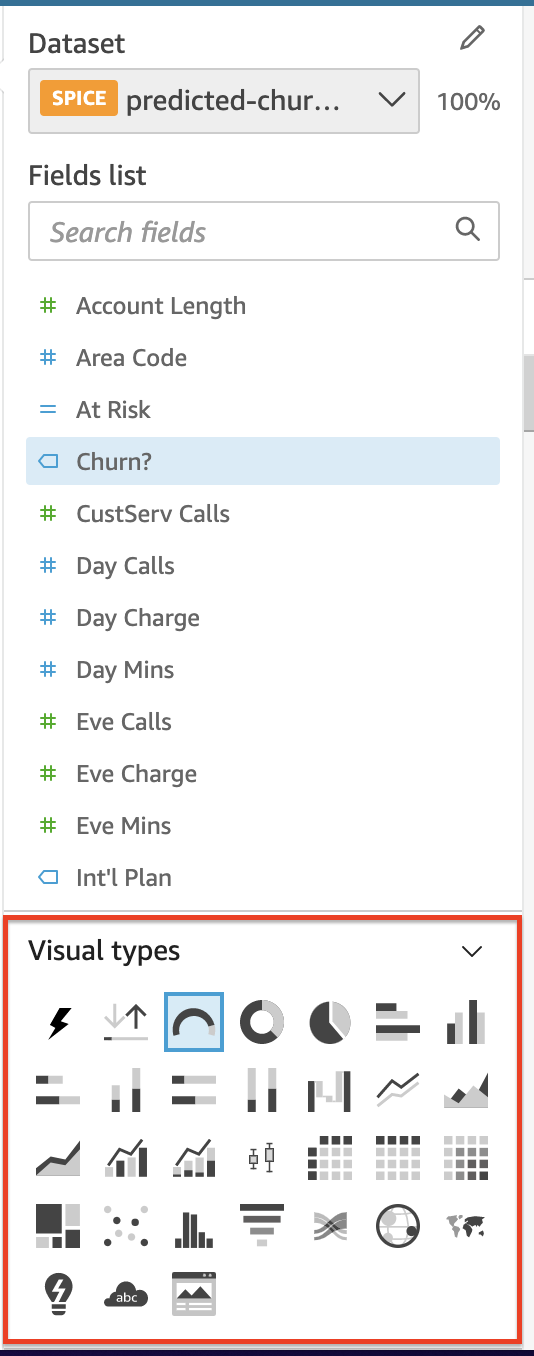 Dataset
SPICE predicted-chur... 100%
Fields list
Search fields
Account Length
Area Code
At Risk
Churn?
CustServ Calls
Day Calls
Day Charge
Day Mins
Eve Calls
Eve Charge
Eve Mins
Int'l Plan
Visual types
abc